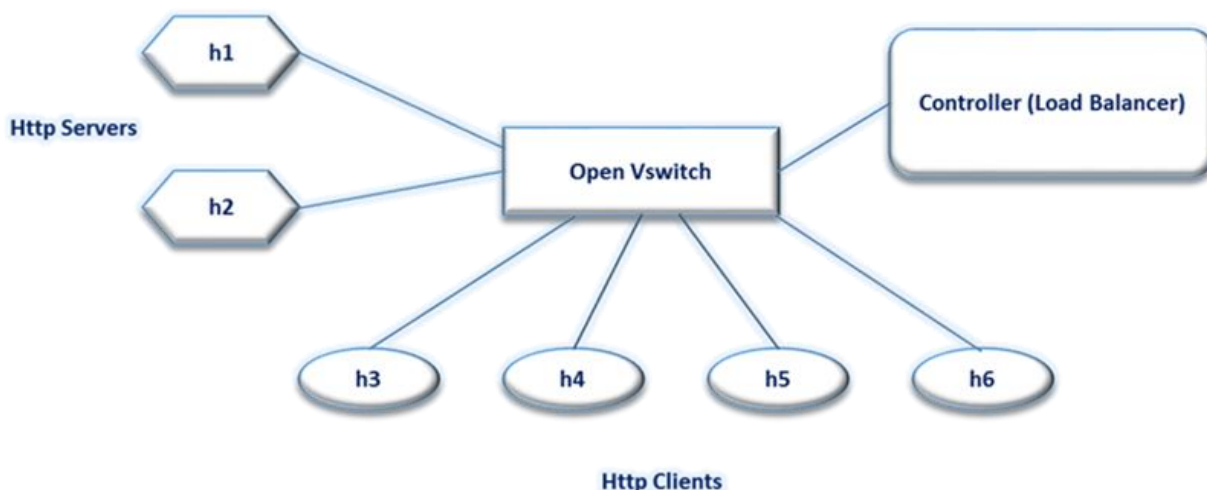 h1
Controller (Load Balancer)
Http Servers
Open Vswitch
h2
h3
h4
h5
h6
Http Clients